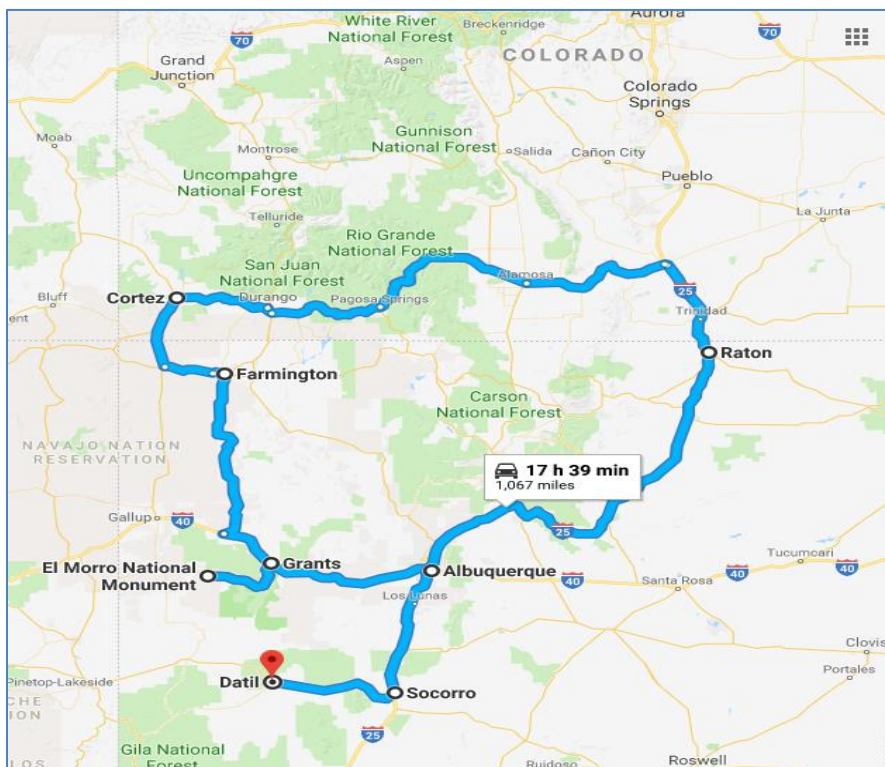 White River
National Forest
Breckenridge
Aurora
70
70
Grand
Junction
Aspen
COLORADO
Colorado
Springs
Moab
Gunnison
National Forest
Salida
Cañon City
Montrose
Uncompahgre
National Forest
Pueblo
La Junta
Telluride
Rio Grande
National Forest
San Juan
National Forest
Alamosa
Bluff
Cortez
Durango
Pagosa Springs
25
ent
Trinidad
Raton
Farmington
Carson
National Forest
NAVAJO NATION
RESERVATION
17 h 39 min
1,067 miles
Gallup
40
25
El Morro National
Monument
Grants
Albuquerque
Tucumcari
40
Santa Rosa
40
40
Los Lunas
Clovis
Datil
Socorro
Portales
Pinetop-Lakeside
CHE
TION
25
Gila National
Forest
LOS
Ruidoso
Roswell